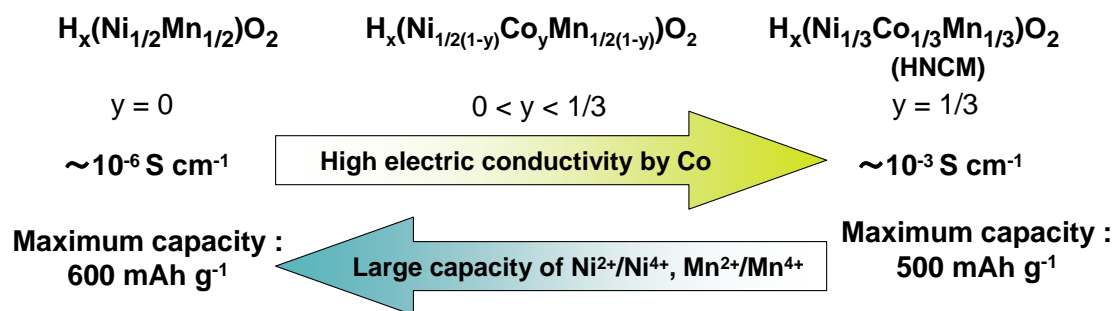 Hₓ(Ni₁/₂Mn₁/₂)O₂ Hₓ(Ni₁/₂₍₁₋y₎CoyMn₁/₂₍₁₋y₎)O₂ Hₓ(Ni₁/₃Co₁/₃Mn₁/₃)O₂
(HNCM)
y = 0 0 < y < 1/3 y = 1/3
~10⁻⁶ S cm⁻¹ High electric conductivity by Co ~10⁻³ S cm⁻¹
Maximum capacity :
600 mAh g⁻¹
Large capacity of Ni²⁺/Ni⁴⁺, Mn²⁺/Mn⁴⁺
Maximum capacity :
500 mAh g⁻¹